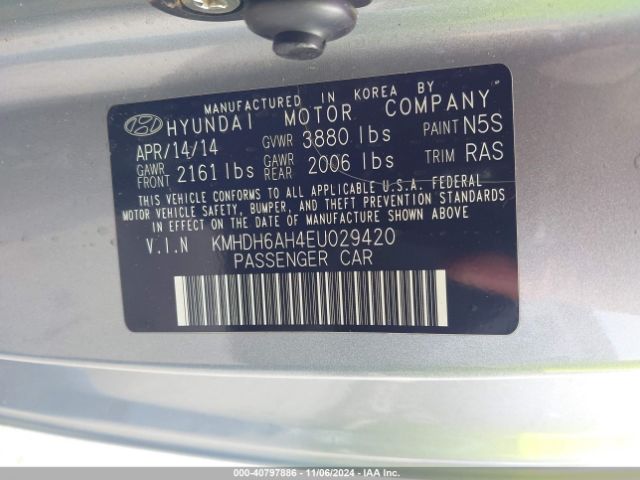 MANUFACTURED IN KOREA BY
HYUNDAI MOTOR COMPANY
APR/14/14 GVWR 3880 lbs PAINT N5S
GAWR FRONT 2161 lbs GAWR REAR 2006 lbs TRIM RAS
THIS VEHICLE CONFORMS TO ALL APPLICABLE U.S.A. FEDERAL
MOTOR VEHICLE SAFETY, BUMPER, AND THEFT PREVENTION STANDARDS
IN EFFECT ON THE DATE OF MANUFACTURE SHOWN ABOVE
V.I.N KMHDH6AH4EU029420
PASSENGER CAR
000-40797886 - 11/06/2024 - IAAI.COM